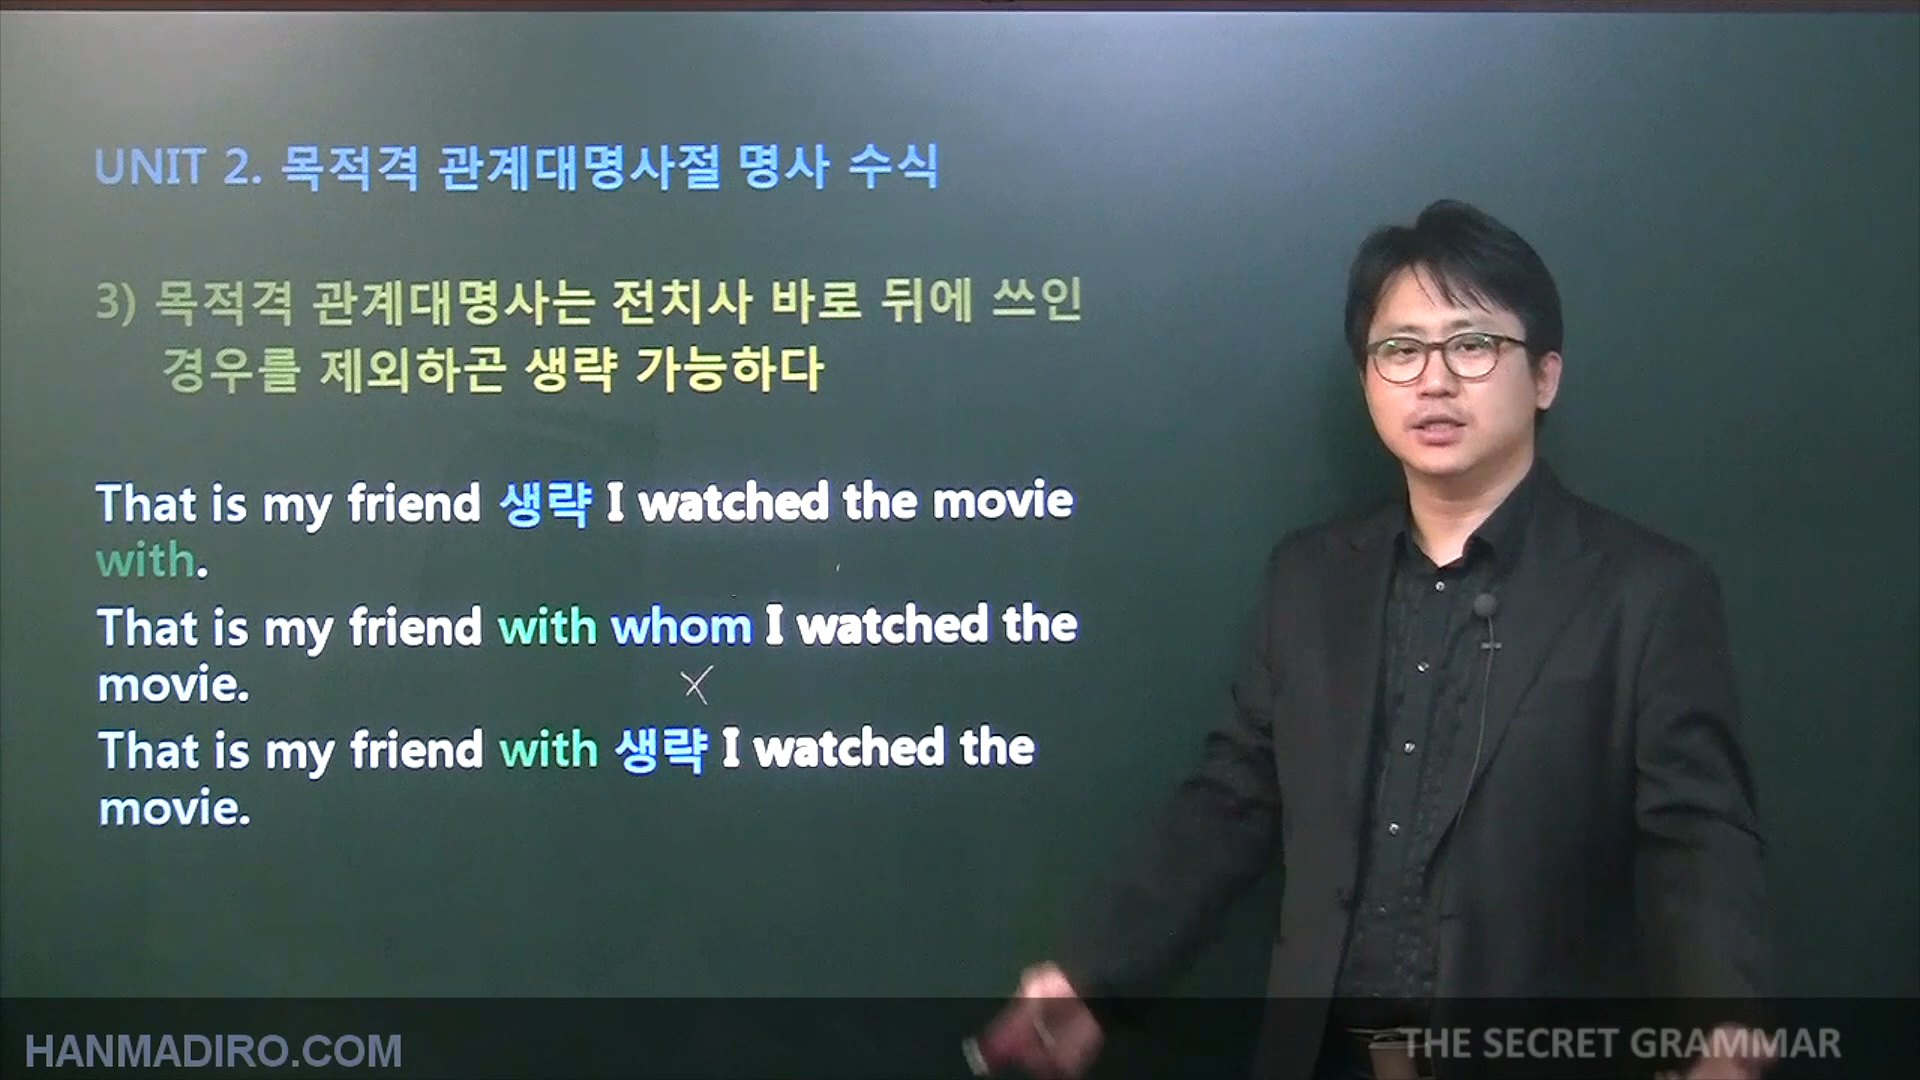 UNIT 2. 목적격 관계대명사절 명사 수식
3) 목적격 관계대명사는 전치사 바로 뒤에 쓰인
경우를 제외하곤 생략 가능하다
That is my friend 생략 I watched the movie
with.
That is my friend with whom I watched the
movie.
That is my friend with 생략 I watched the
movie.
HANMADIRO.COM
THE SECRET GRAMMAR